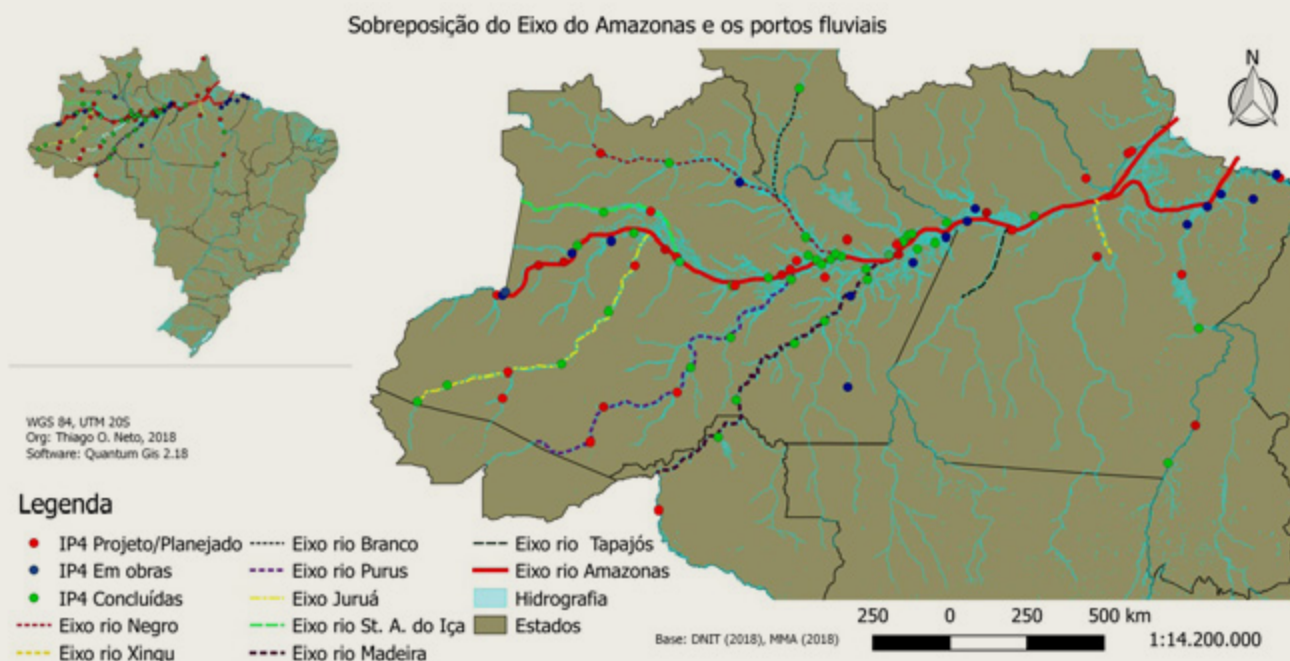 Sobreposição do Eixo do Amazonas e os portos fluviais
N
WGS 84, UTM 20S
Org: Thiago O. Neto, 2018
Software: Quantum Gis 2.18
Legenda
IP4 Projeto/Planejado
IP4 Em obras
IP4 Concluídas
Eixo rio Negro
Eixo rio Xingu
Eixo rio Branco
Eixo rio Purus
Eixo Juruá
Eixo rio St. A. do Iça
Eixo rio Madeira
Eixo rio Tapajós
Eixo rio Amazonas
Hidrografia
Estados
Base: DNIT (2018), MMA (2018)
250 0 250 500 km
1:14.200.000